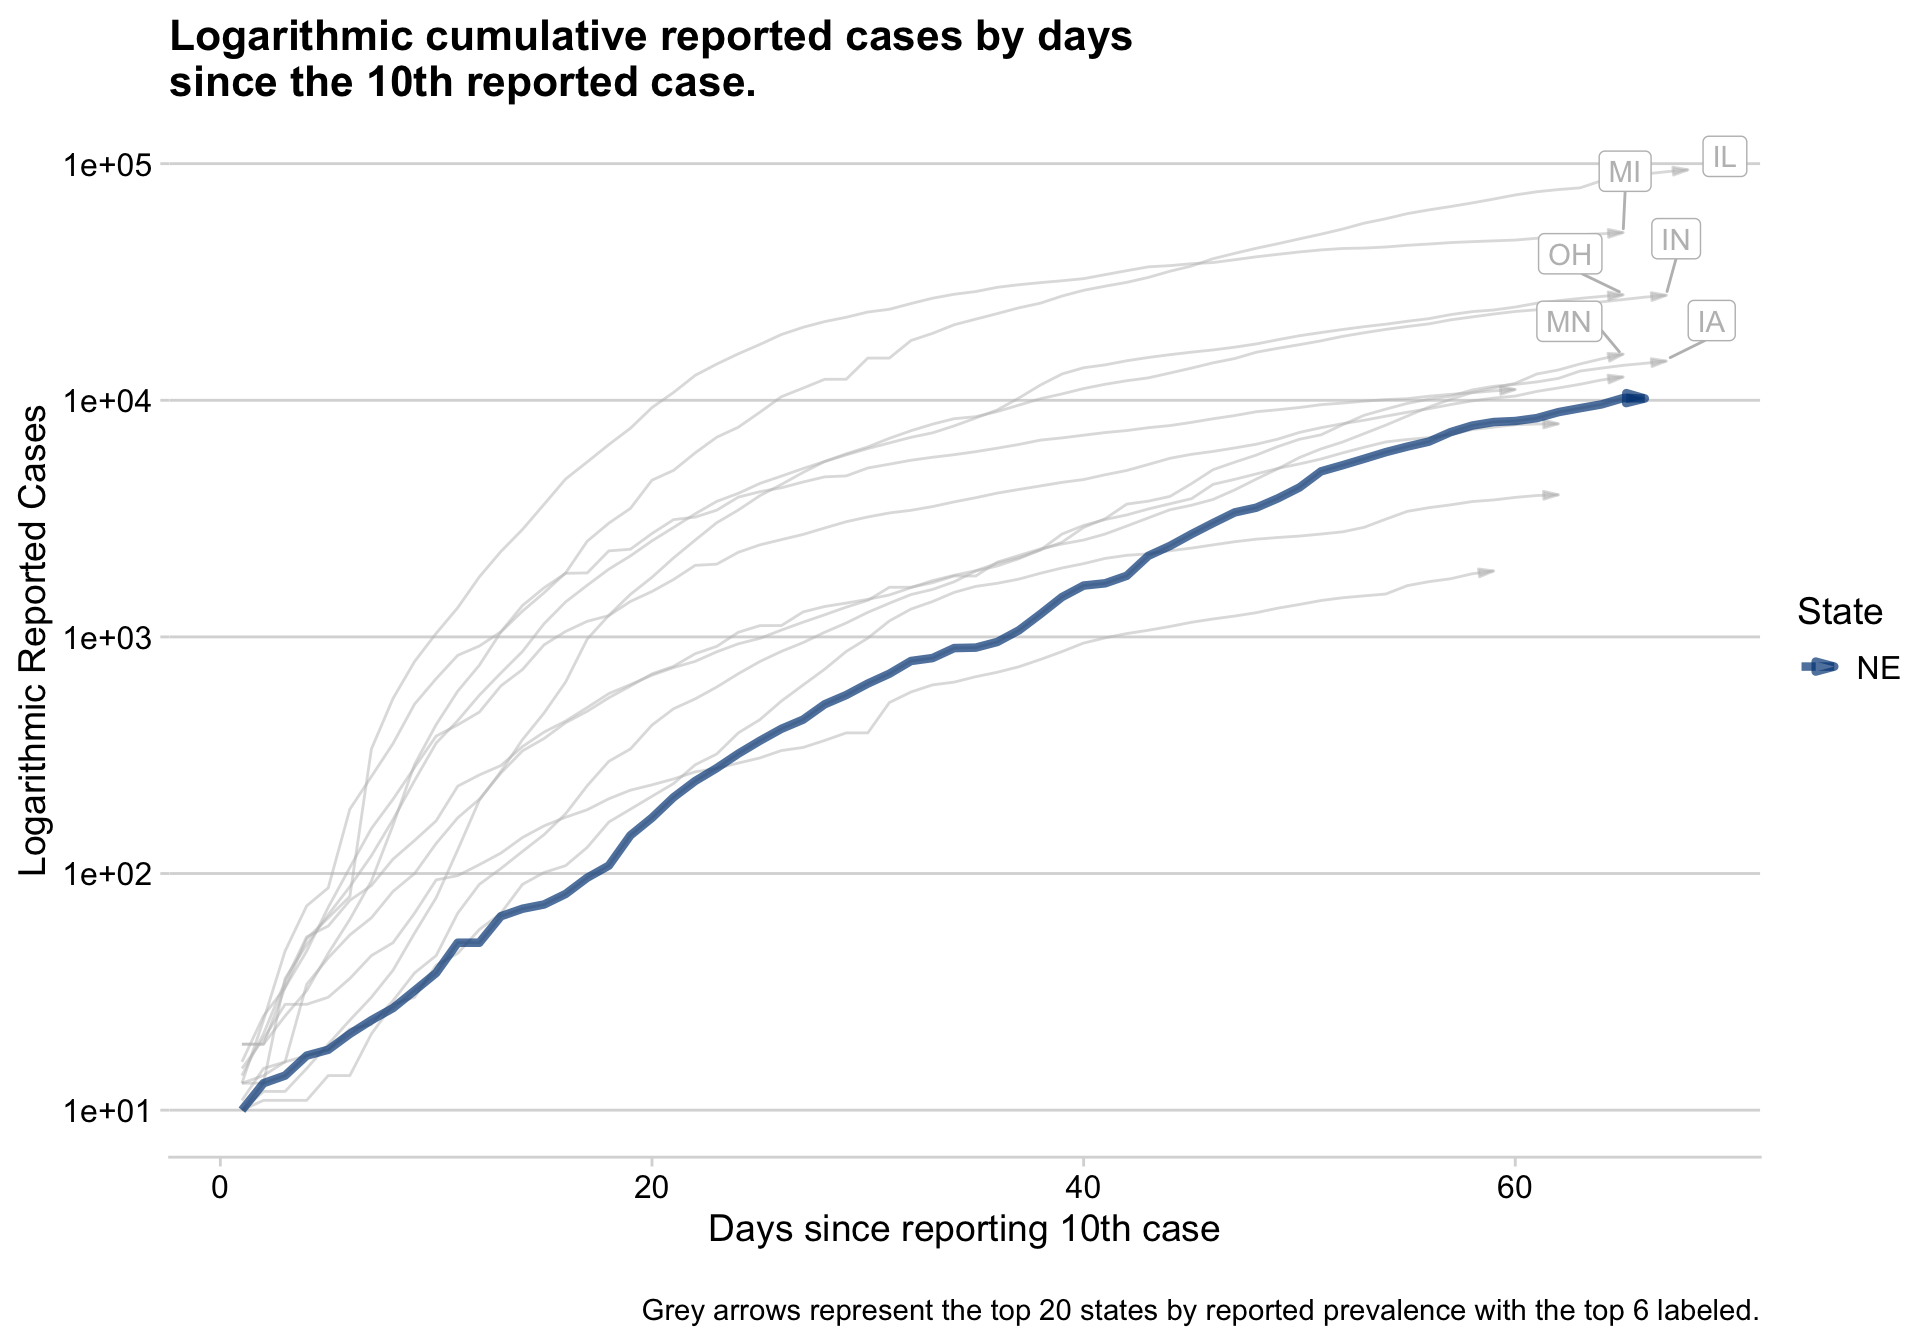 Logarithmic cumulative reported cases by days
since the 10th reported case.
1e+05
1e+04
1e+03
1e+02
1e+01
Logarithmic Reported Cases
MI
IL
OH
IN
MN
IA
State
NE
0
20
40
60
Days since reporting 10th case
Grey arrows represent the top 20 states by reported prevalence with the top 6 labeled.